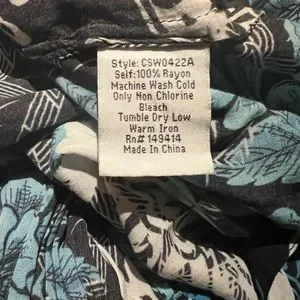 Style: CSW0422A
Self:100% Rayon
Machine Wash Cold
Only Non Chlorine
Bleach
Tumble Dry Low
Warm Iron
Rn# 149414
Made In China